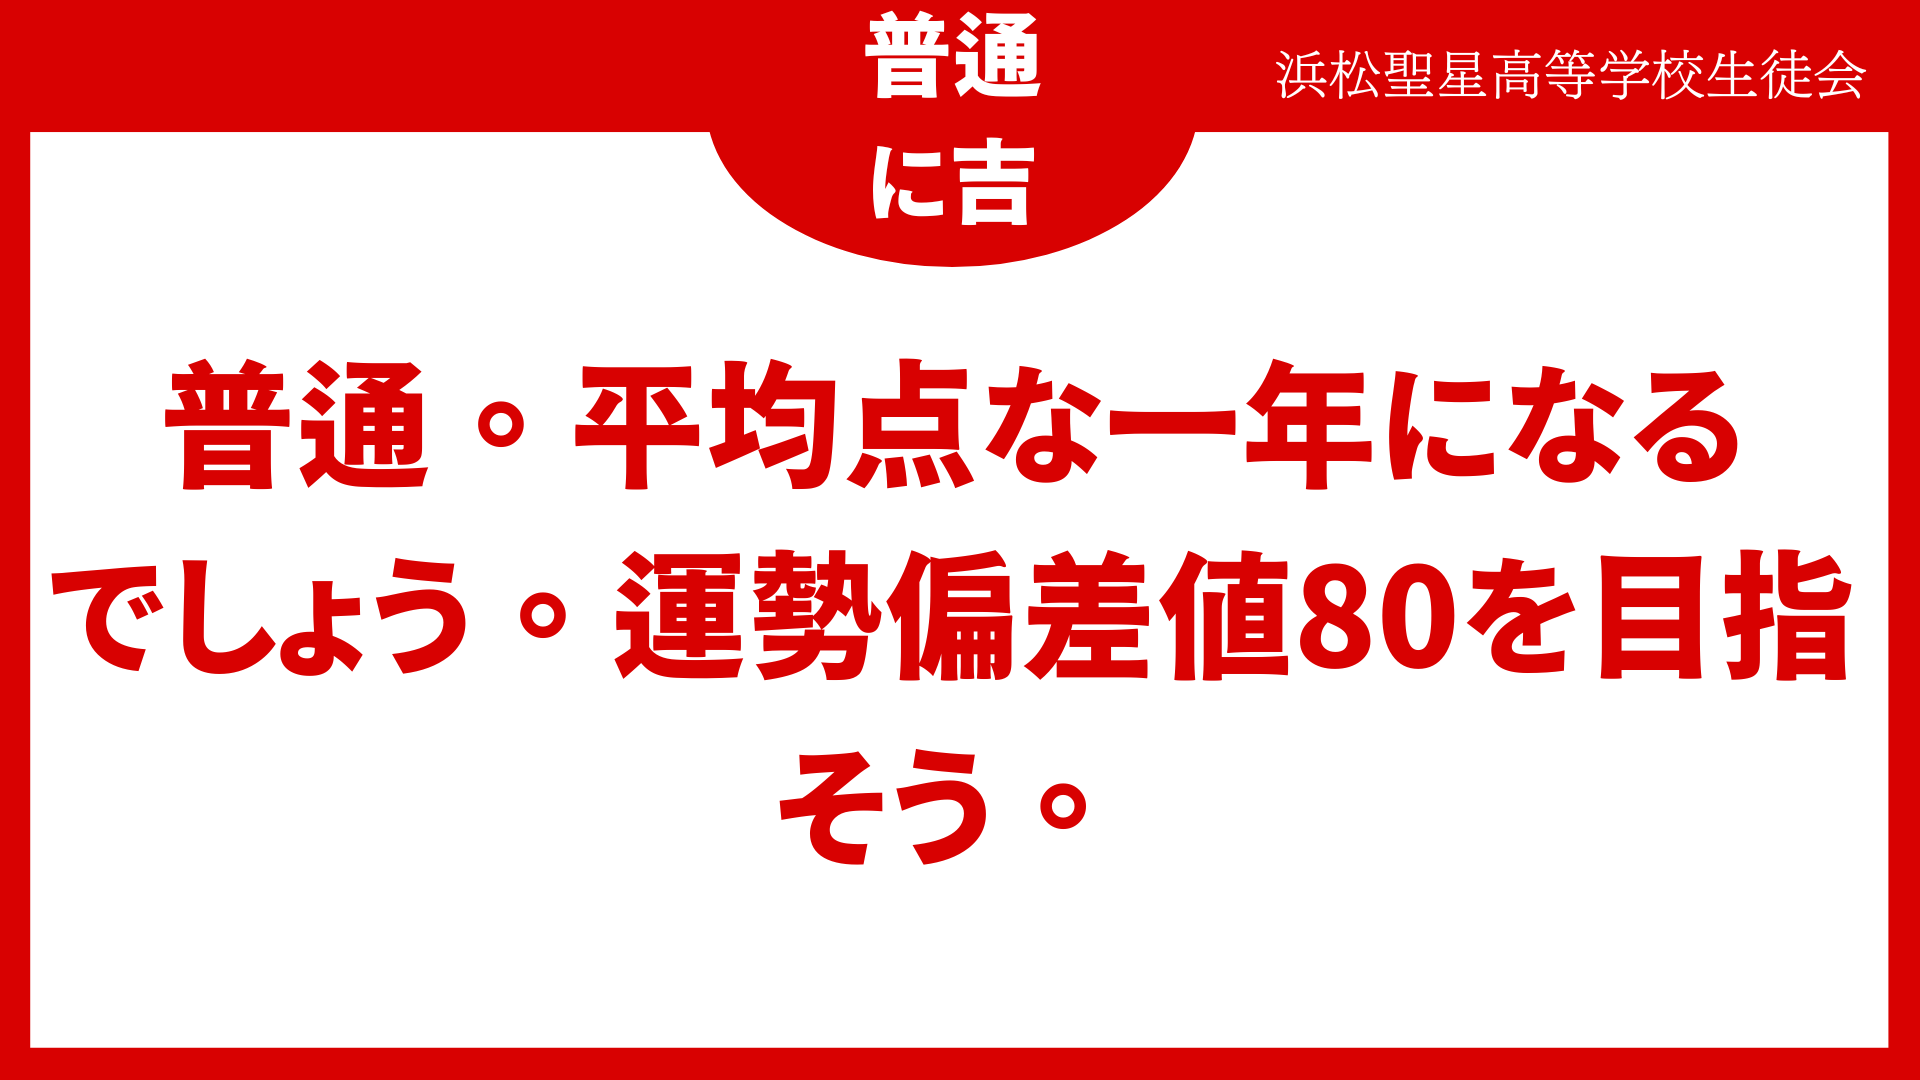 普通
に吉
浜松聖星高等学校生徒会
普通。平均点な一年になる
でしょう。運勢偏差値80を目指
そう。